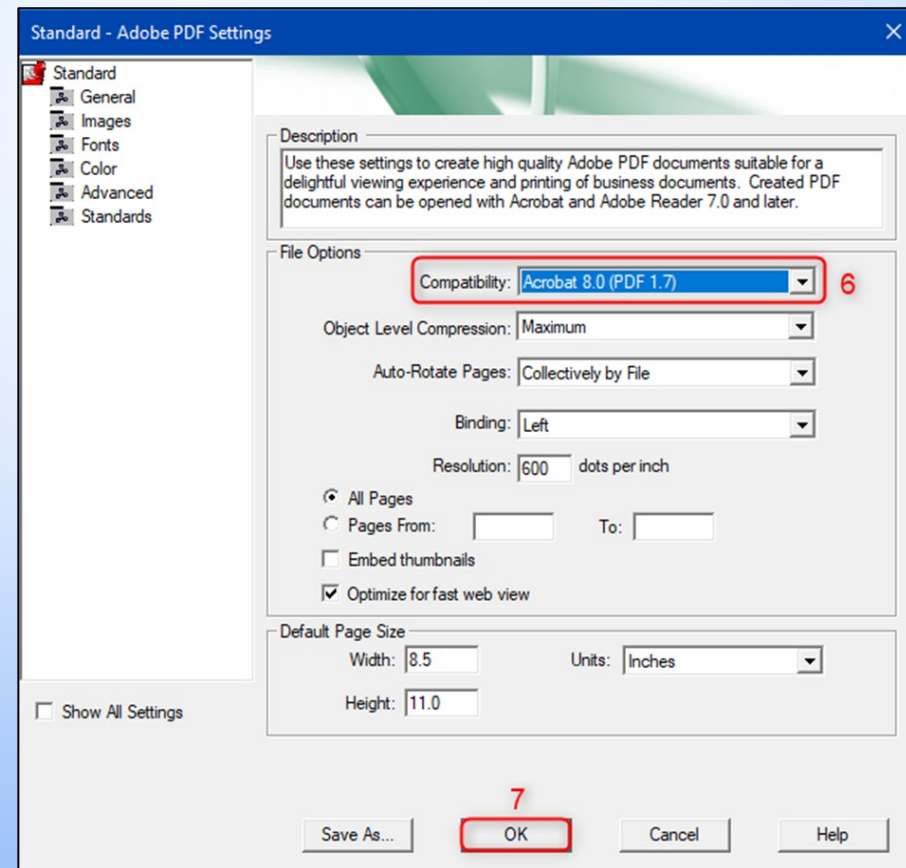 Standard - Adobe PDF Settings
Standard
General
Images
Fonts
Color
Advanced
Standards
Show All Settings
Description
Use these settings to create high quality Adobe PDF documents suitable for a
delightful viewing experience and printing of business documents. Created PDF
documents can be opened with Acrobat and Adobe Reader 7.0 and later.
File Options
Compatibility: Acrobat 8.0 (PDF 1.7) 6
Object Level Compression: Maximum
Auto-Rotate Pages: Collectively by File
Binding: Left
Resolution: 600 dots per inch
All Pages
Pages From: To:
Embed thumbnails
Optimize for fast web view
Default Page Size
Width: 8.5 Units: Inches
Height: 11.0
7
Save As... OK Cancel Help